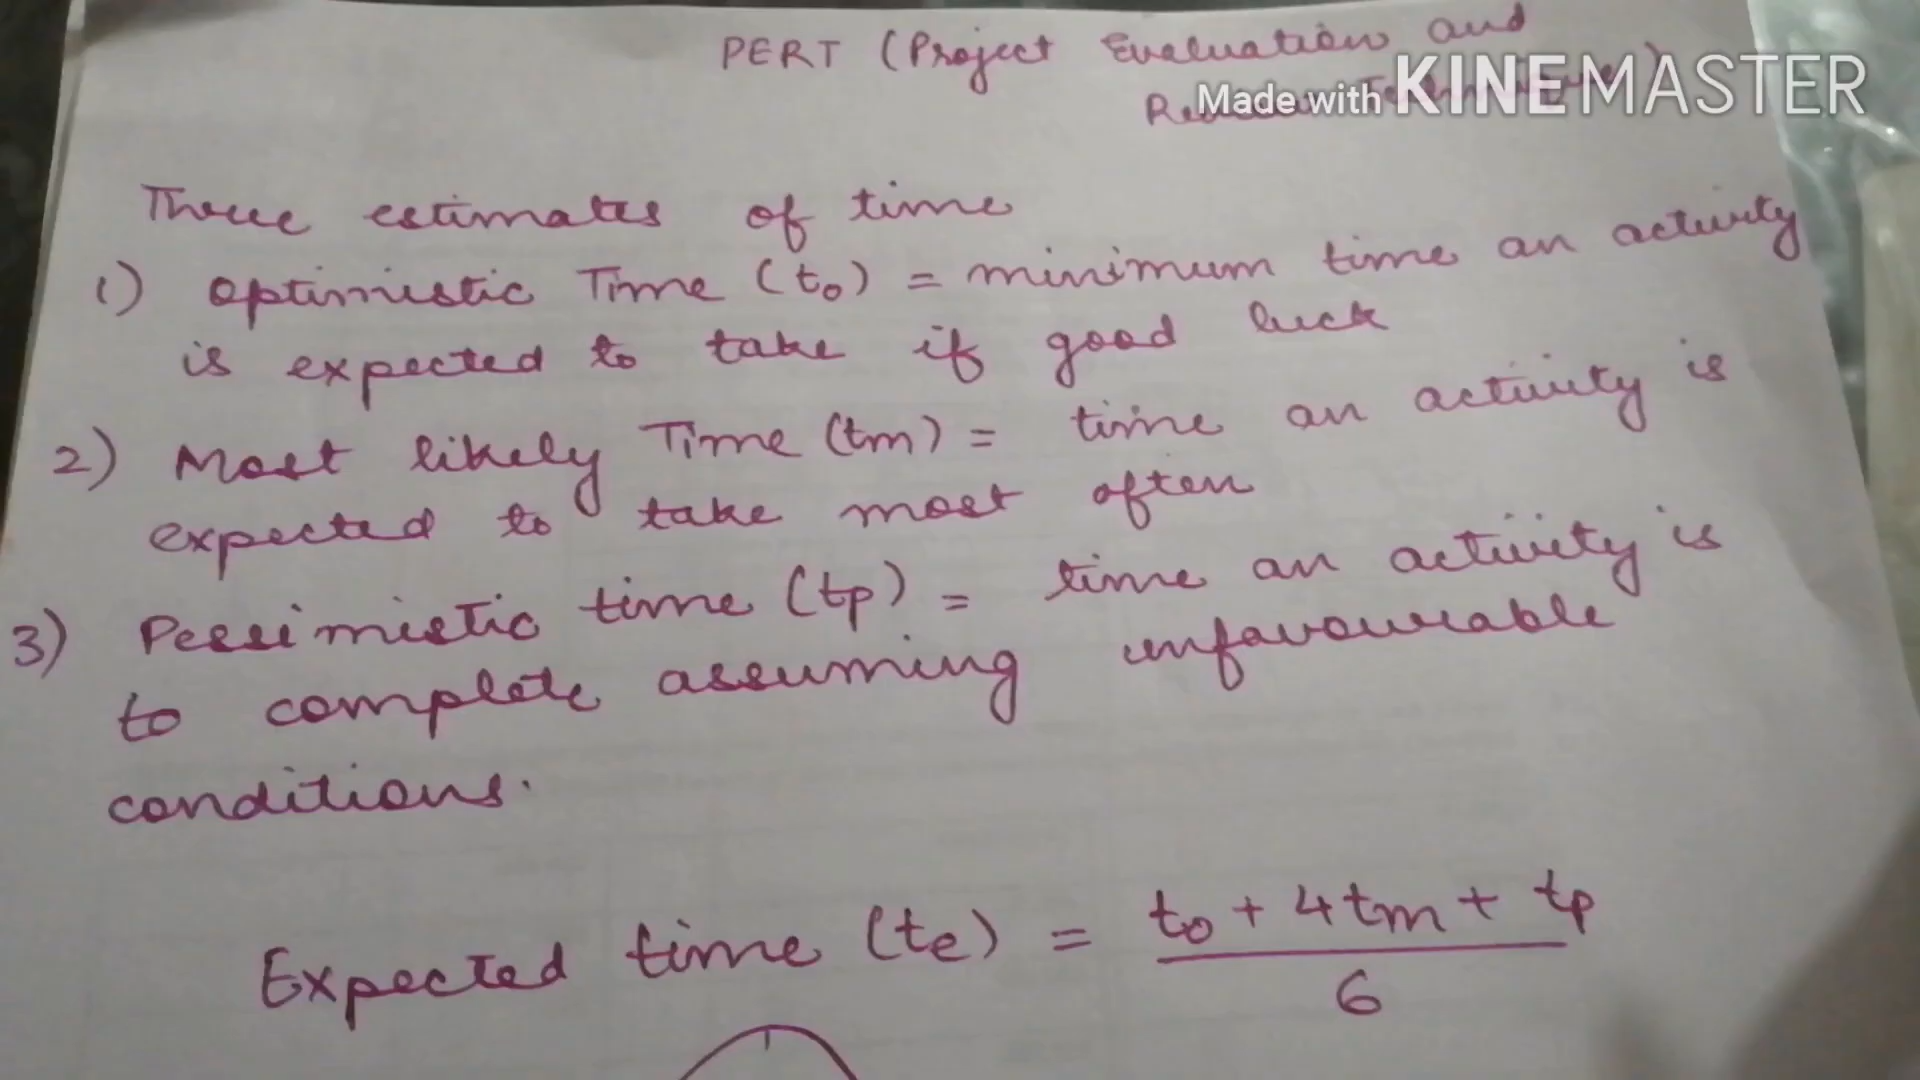 PERT (Project Evaluation and
Made with KINEMASTER
Three estimates of time
1) Optimistic Time (to) = minimum time an activity
is expected to take if good luck
2) Most likely Time (tm) = time an activity is
expected to take most often
3) Pessimistic time (tp) = time an activity is
to complete assuming unfavourable
conditions.
Expected time (te) = to + 4tm + tp
6